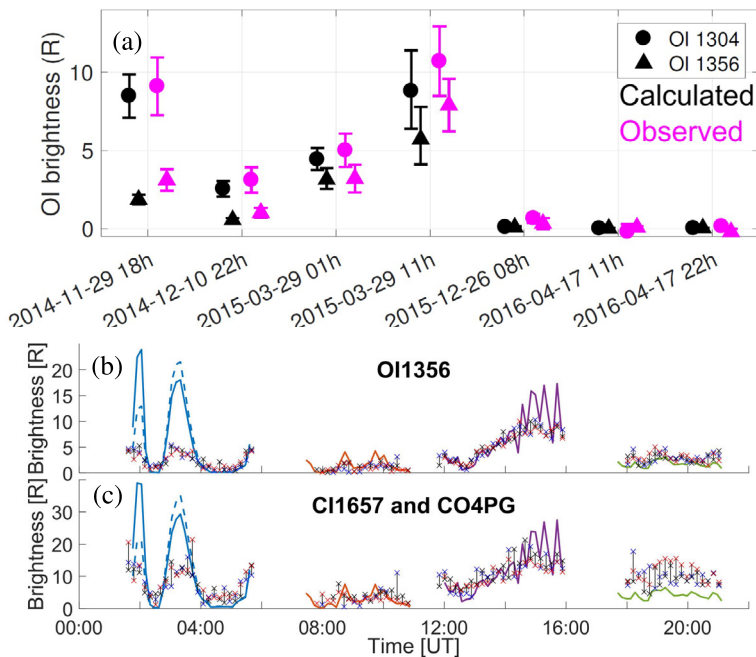 (a)
OI brightness (R)
10
5
0
OI 1304
OI 1356
Calculated
Observed
2014-11-29 18h
2014-12-10 22h
2015-03-29 01h
2015-03-29 11h
2015-12-26 08h
2016-04-17 11h
2016-04-17 22h
(b)
OI1356
Brightness [R]
20
15
10
5
0
(c)
CI1657 and CO4PG
Brightness [R]
30
20
10
0
00:00
04:00
08:00
12:00
16:00
20:00
Time [UT]